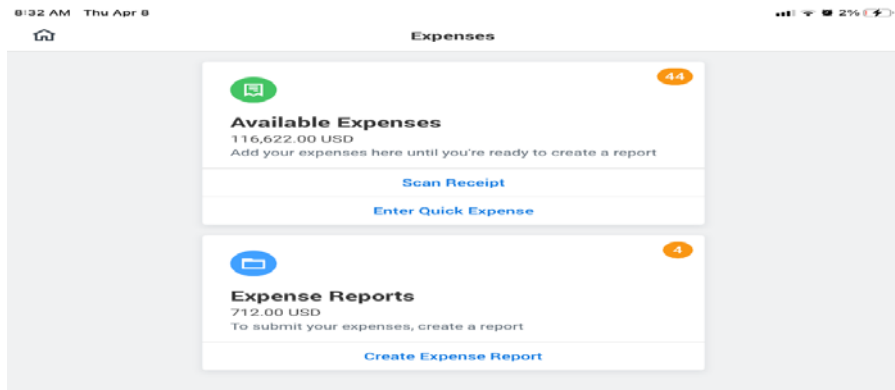 8:32 AM Thu Apr 8
2%
Expenses
44
Available Expenses
116,622.00 USD
Add your expenses here until you're ready to create a report
Scan Receipt
Enter Quick Expense
4
Expense Reports
712.00 USD
To submit your expenses, create a report
Create Expense Report